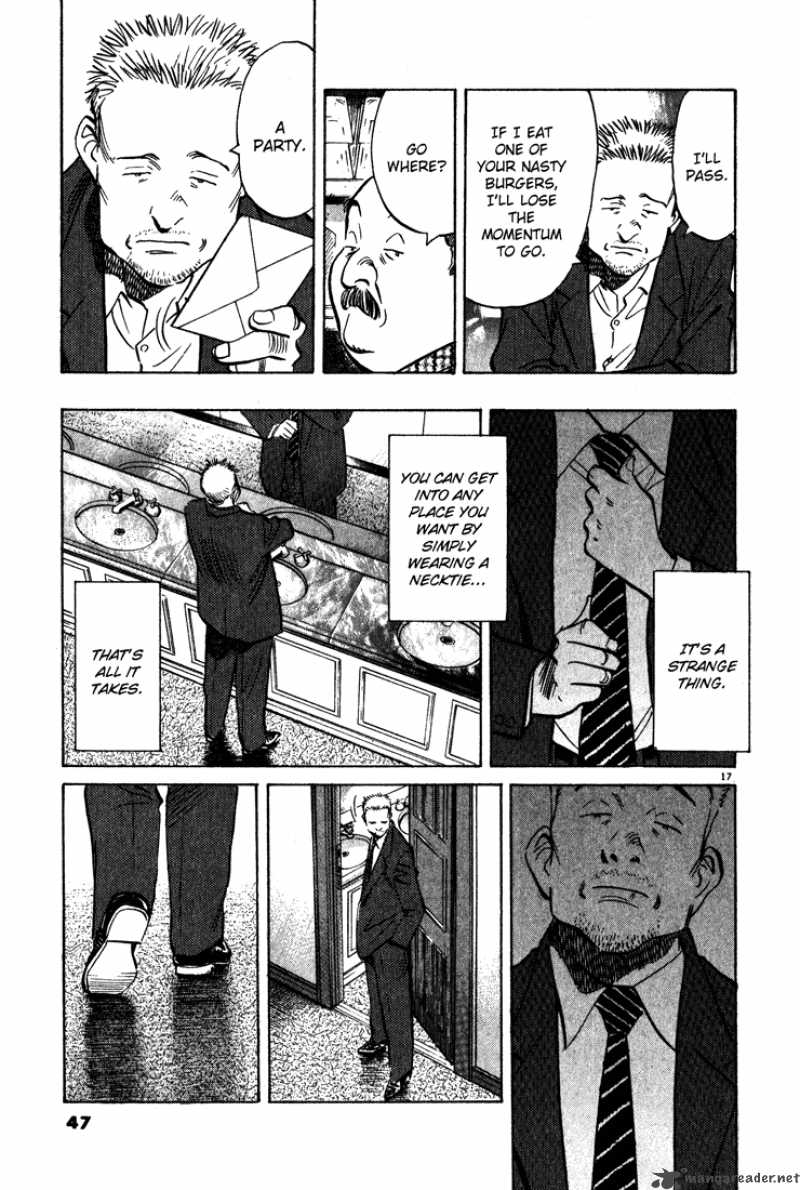 I'LL
PASS.
IF I EAT
ONE OF
YOUR NASTY
BURGERS,
I'LL LOSE
THE
MOMENTUM
TO GO.
GO
WHERE?
A
PARTY.
IT'S A
STRANGE
THING.
YOU CAN GET
INTO ANY
PLACE YOU
WANT BY
SIMPLY
WEARING A
NECKTIE...
THAT'S
ALL IT
TAKES.
17
47
mangareader.net